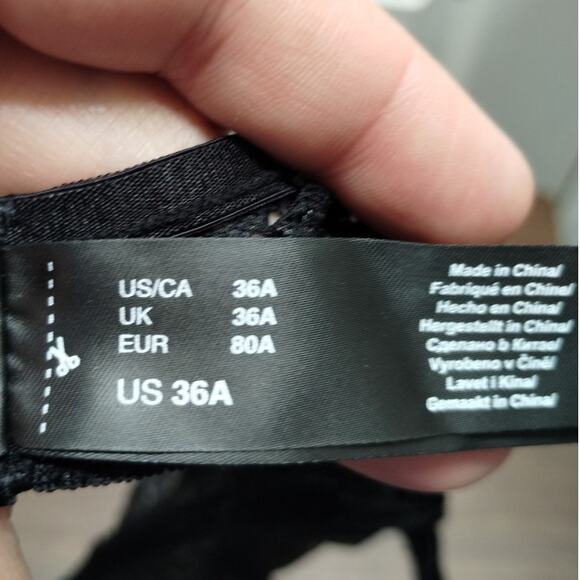 US/CA 36A
UK 36A
EUR 80A
US 36A
Made in China/
Fabriqué en Chine/
Hecho en China/
Hergestellt in China/
Сделано в Китае/
Vyrobeno v Číně/
Lavet i Kina/
Gemaakt in China/